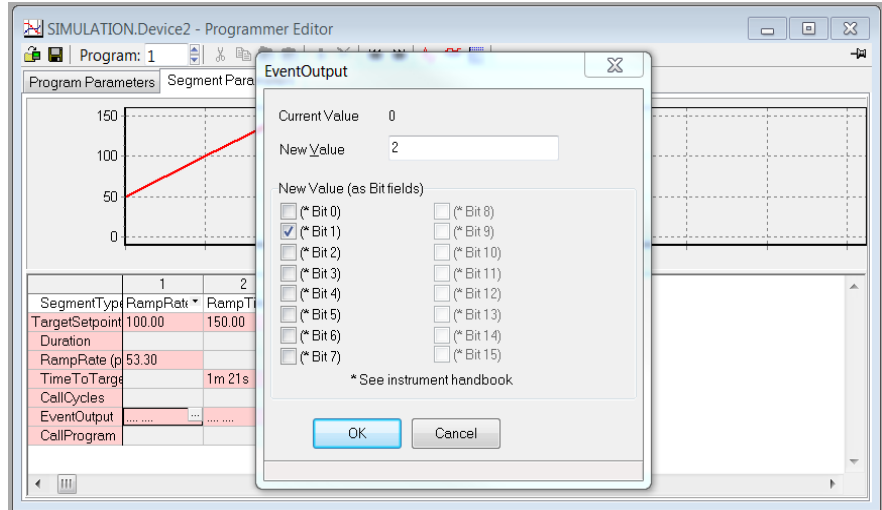 SIMULATION.Device2 - Programmer Editor
Program: 1
Program Parameters Segment Para
150
100
50
0
1 2
SegmentType RampRate RampTi
TargetSetpoint 100.00 150.00
Duration
RampRate (p 53.30
TimeToTarge 1m 21s
CallCycles
EventOutput .... .... ... .... ....
CallProgram
EventOutput
Current Value 0
New Value 2
New Value (as Bitfields)
(* Bit 0) (* Bit 8)
(* Bit 1) (* Bit 9)
(* Bit 2) (* Bit 10)
(* Bit 3) (* Bit 11)
(* Bit 4) (* Bit 12)
(* Bit 5) (* Bit 13)
(* Bit 6) (* Bit 14)
(* Bit 7) (* Bit 15)
* See instrument handbook
OK Cancel